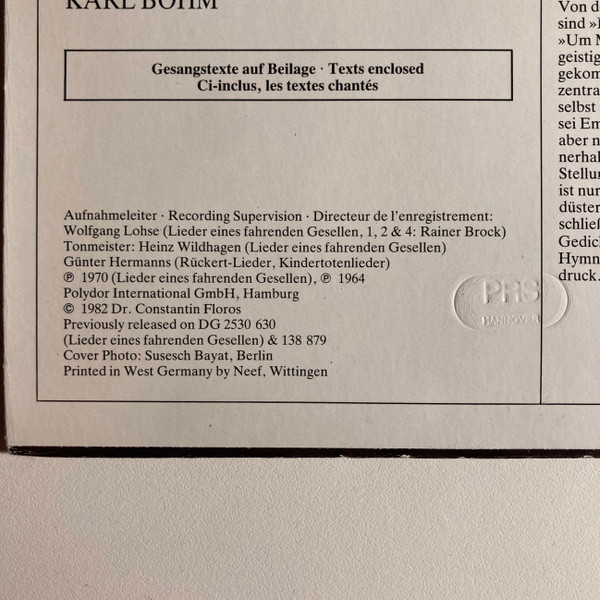 KARL BÖHM
Gesangstexte auf Beilage · Texts enclosed
Ci-inclus, les textes chantés
Aufnahmeleiter · Recording Supervision · Directeur de l'enregistrement:
Wolfgang Lohse (Lieder eines fahrenden Gesellen, 1, 2 & 4: Rainer Brock)
Tonmeister: Heinz Wildhagen (Lieder eines fahrenden Gesellen)
Günter Hermanns (Rückert-Lieder, Kindertotenlieder)
℗ 1970 (Lieder eines fahrenden Gesellen), ℗ 1964
Polydor International GmbH, Hamburg
© 1982 Dr. Constantin Floros
Previously released on DG 2530 630
(Lieder eines fahrenden Gesellen) & 138 879
Cover Photo: Susesch Bayat, Berlin
Printed in West Germany by Neef, Wittingen
PRS
HANNOVER
Von d
sind »
»Um M
geistig
gekom
zentra
selbst
sei Em
aber n
nerhal
Stellu
ist nur
düster
schließ
Gedich
Hymn
druck.